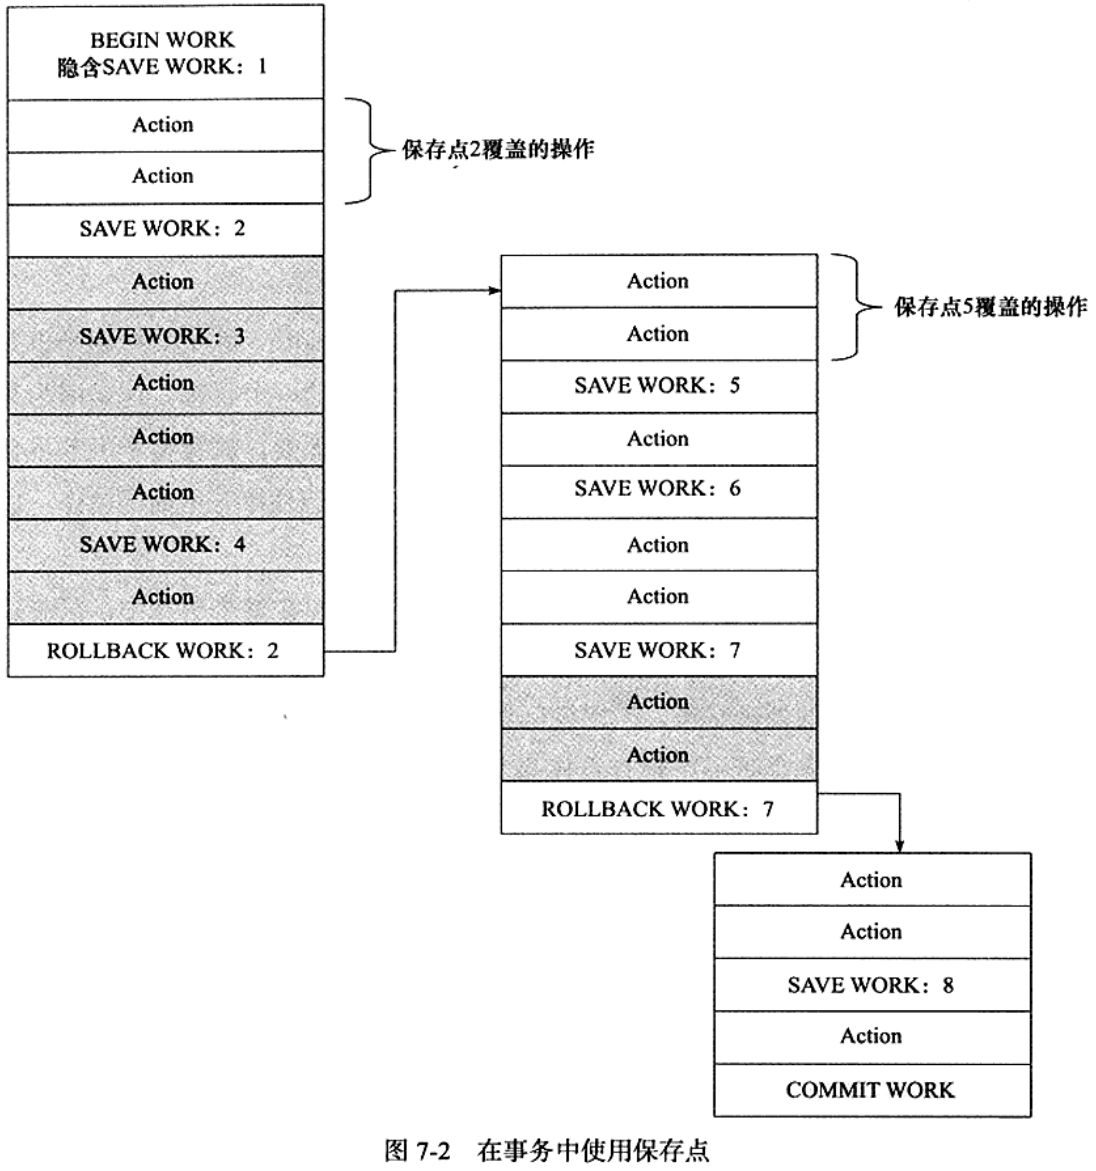 BEGIN WORK
隐含SAVE WORK：1
Action
Action
保存点2覆盖的操作
SAVE WORK：2
Action
SAVE WORK：3
Action
Action
Action
SAVE WORK：4
Action
ROLLBACK WORK：2
Action
Action
保存点5覆盖的操作
SAVE WORK：5
Action
SAVE WORK：6
Action
Action
SAVE WORK：7
Action
Action
ROLLBACK WORK：7
Action
Action
SAVE WORK：8
Action
COMMIT WORK
图 7-2 在事务中使用保存点